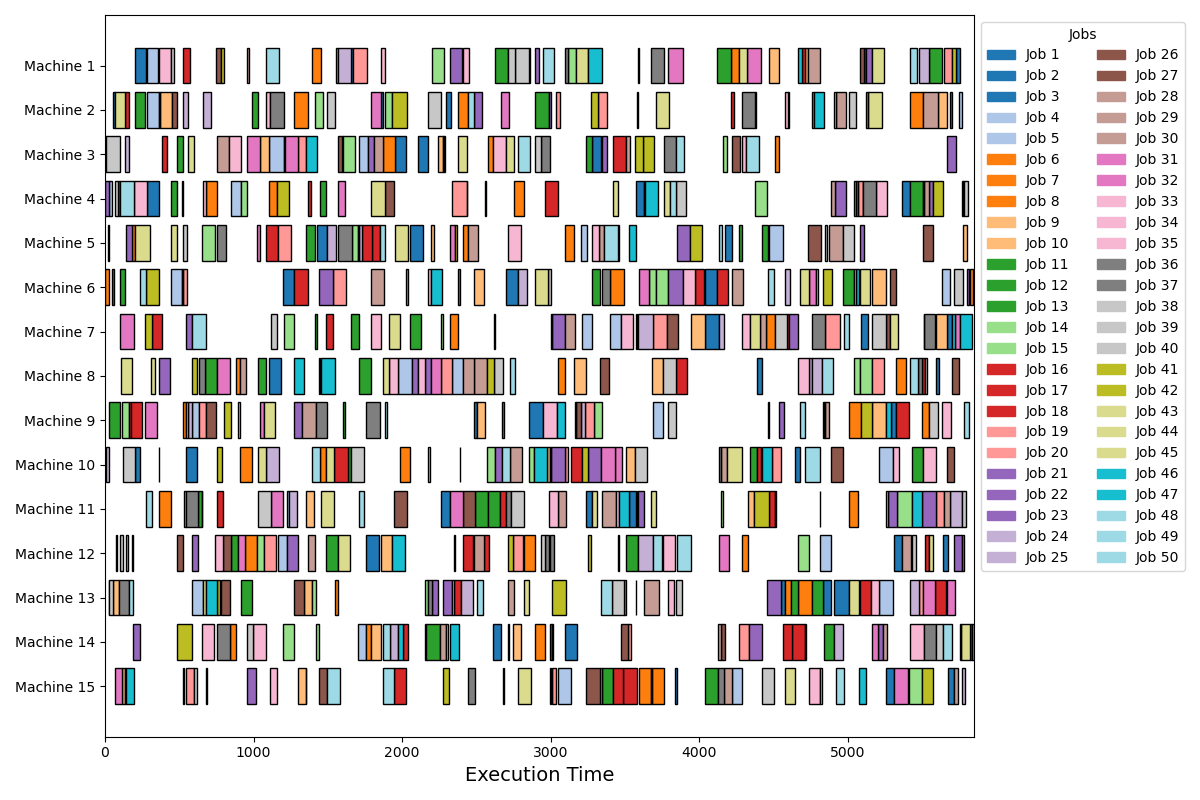 Machine 1
Machine 2
Machine 3
Machine 4
Machine 5
Machine 6
Machine 7
Machine 8
Machine 9
Machine 10
Machine 11
Machine 12
Machine 13
Machine 14
Machine 15
0 1000 2000 3000 4000 5000
Execution Time
Jobs
Job 1
Job 2
Job 3
Job 4
Job 5
Job 6
Job 7
Job 8
Job 9
Job 10
Job 11
Job 12
Job 13
Job 14
Job 15
Job 16
Job 17
Job 18
Job 19
Job 20
Job 21
Job 22
Job 23
Job 24
Job 25
Job 26
Job 27
Job 28
Job 29
Job 30
Job 31
Job 32
Job 33
Job 34
Job 35
Job 36
Job 37
Job 38
Job 39
Job 40
Job 41
Job 42
Job 43
Job 44
Job 45
Job 46
Job 47
Job 48
Job 49
Job 50